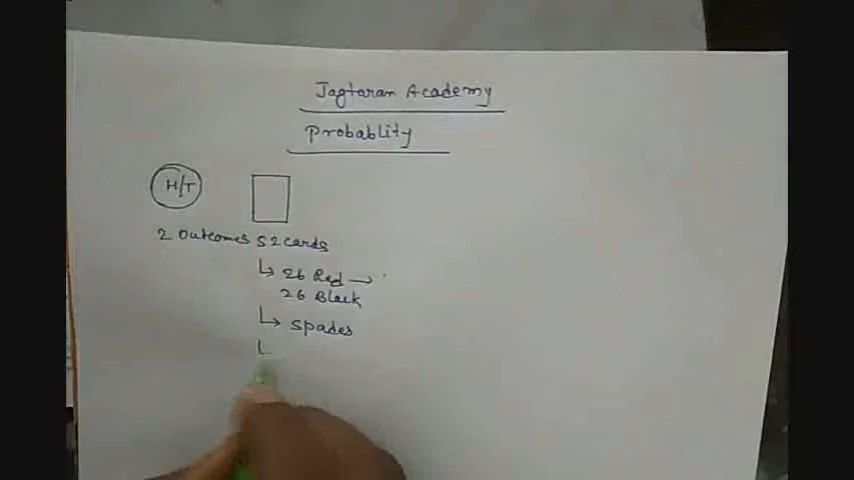 Jagtaran Academy
Probablity
H/T
2 Outcomes 52 cards
↳ 26 Red →
26 Black
↳ spades